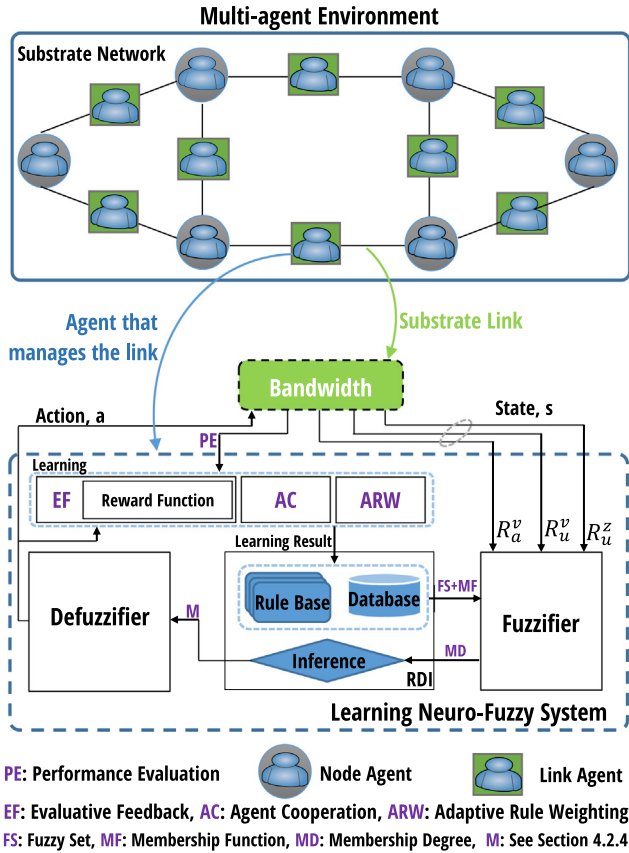 Multi-agent Environment
Substrate Network
Agent that
manages the link
Substrate Link
Bandwidth
Action, a
State, s
PE
Learning
EF
Reward Function
AC
ARW
R_a^v
R_u^v
R_u^z
Learning Result
Defuzzifier
M
Rule Base
Database
FS+MF
Fuzzifier
Inference
MD
RDI
Learning Neuro-Fuzzy System
PE: Performance Evaluation
Node Agent
Link Agent
EF: Evaluative Feedback, AC: Agent Cooperation, ARW: Adaptive Rule Weighting
FS: Fuzzy Set, MF: Membership Function, MD: Membership Degree, M: See Section 4.2.4